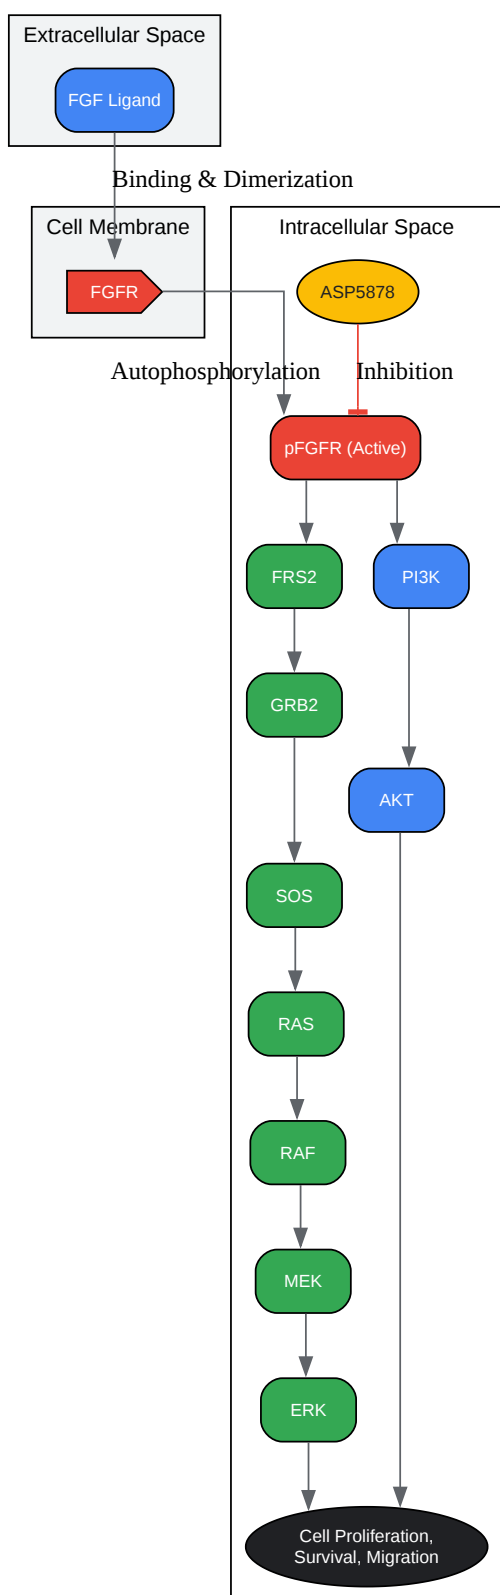 Extracellular Space
FGF Ligand
Binding & Dimerization
Cell Membrane
Intracellular Space
FGFR
ASP5878
Autophosphorylation
Inhibition
pFGFR (Active)
FRS2
PI3K
GRB2
AKT
SOS
RAS
RAF
MEK
ERK
Cell Proliferation,
Survival, Migration